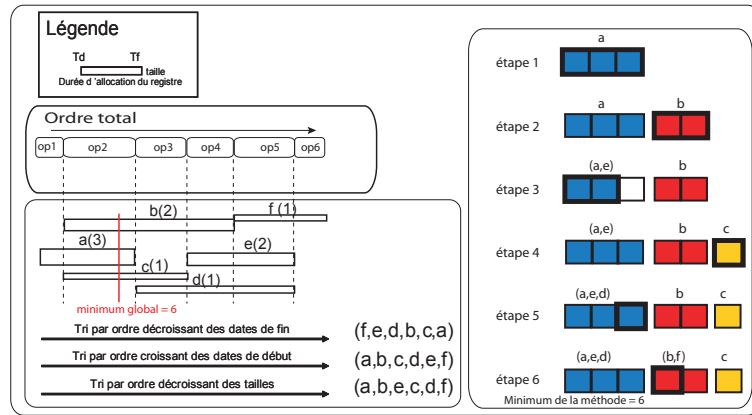 Légende
Td Tf
taille
Durée d 'allocation du registre
Ordre total
op1 op2 op3 op4 op5 op6
b(2) f (1)
a(3) e(2)
c(1)
d(1)
minimum global = 6
Tri par ordre décroissant des dates de fin (f,e,d,b,c,a)
Tri par ordre croissant des dates de début (a,b,c,d,e,f)
Tri par ordre décroissant des tailles (a,b,e,c,d,f)
a
étape 1
a b
étape 2
(a,e) b
étape 3
(a,e) b c
étape 4
(a,e,d) b c
étape 5
(a,e,d) (b,f) c
étape 6
Minimum de la méthode = 6